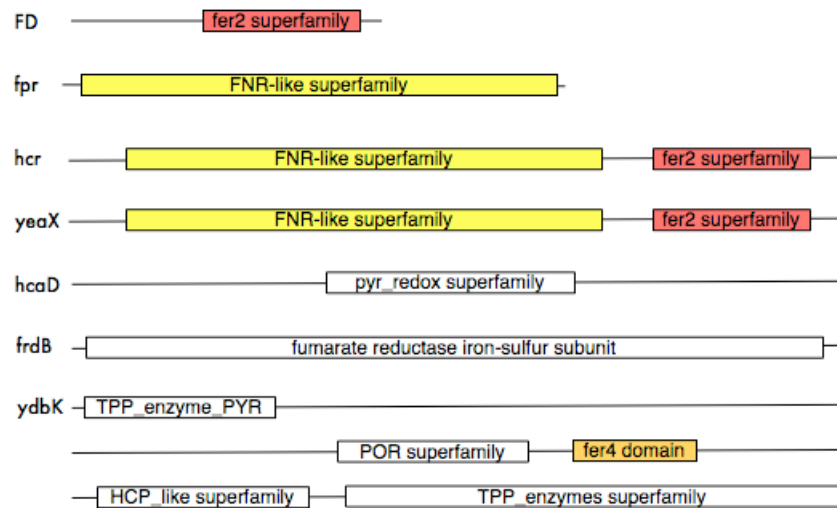 FD fer2 superfamily
fpr FNR-like superfamily
hcr FNR-like superfamily fer2 superfamily
yeaX FNR-like superfamily fer2 superfamily
hcaD pyr_redox superfamily
frdB fumarate reductase iron-sulfur subunit
ydbK TPP_enzyme_PYR
POR superfamily fer4 domain
HCP_like superfamily TPP_enzymes superfamily